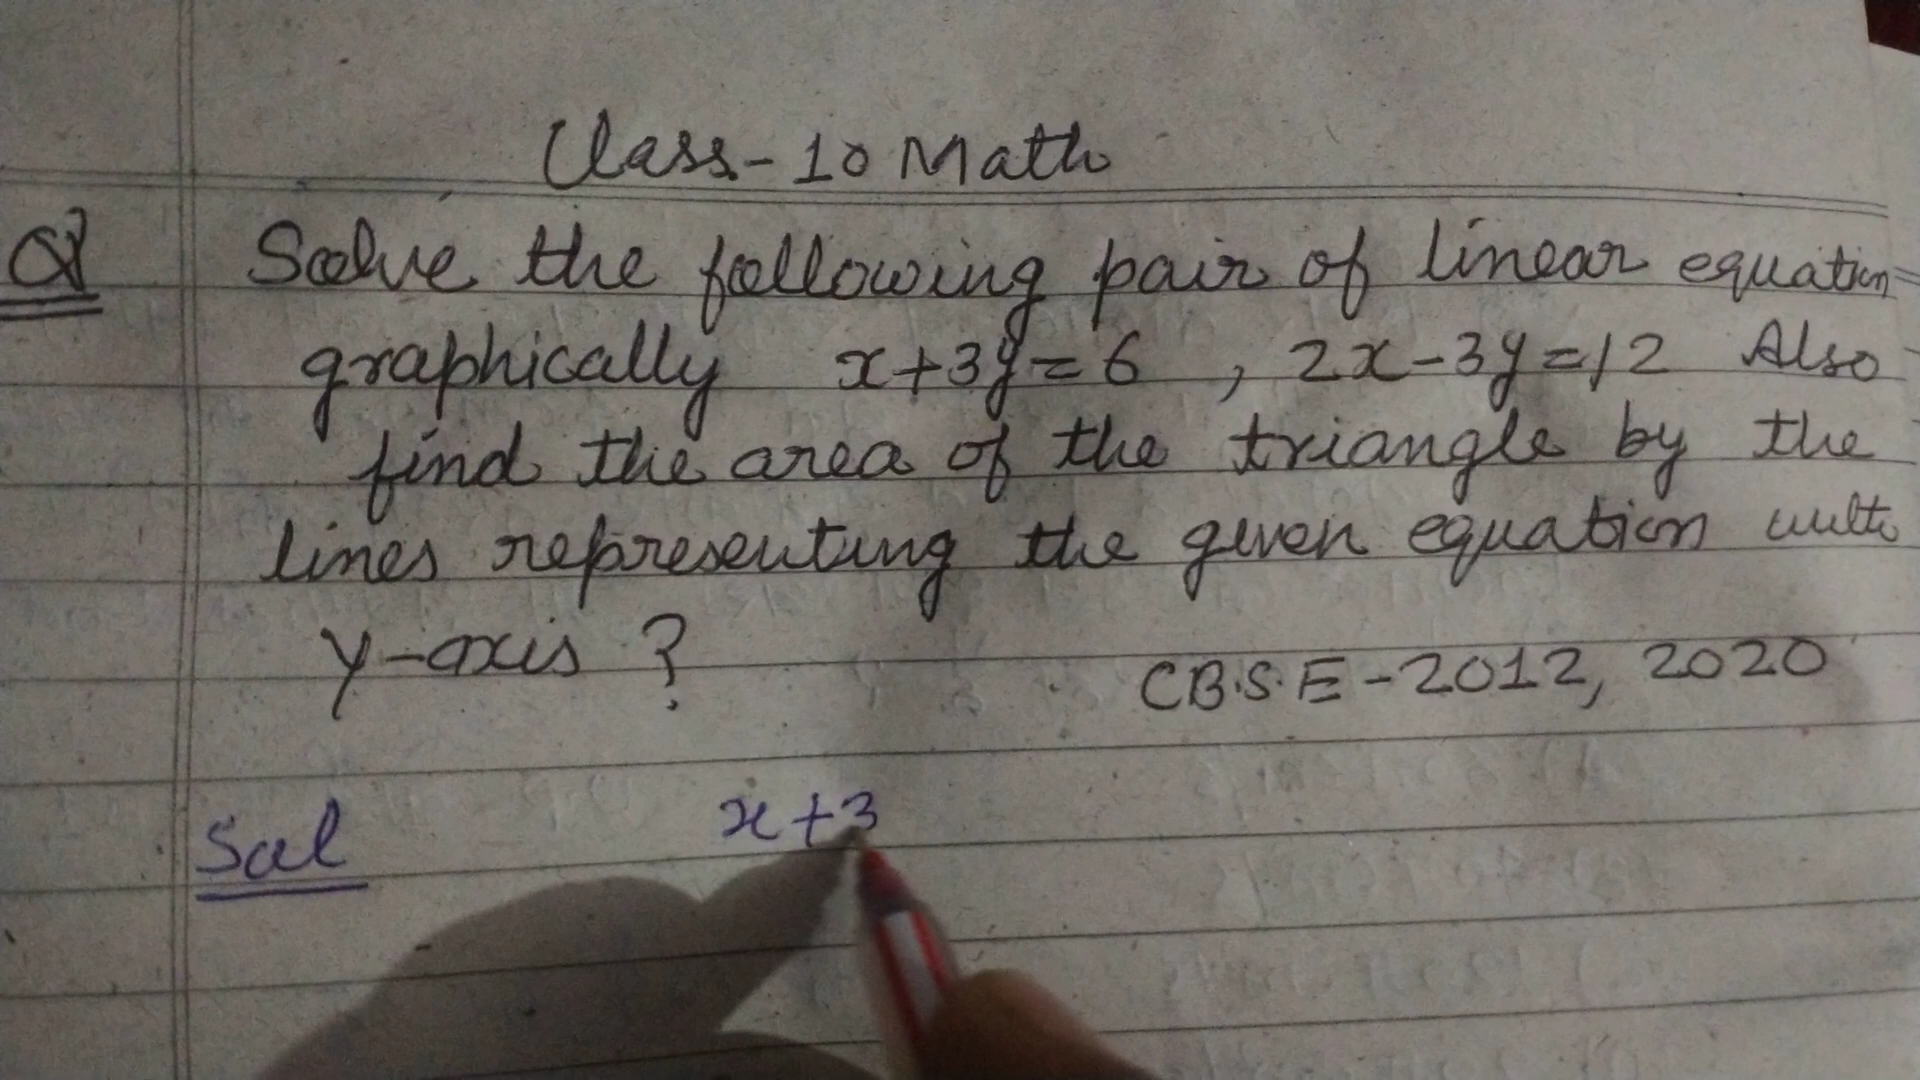 Class-10 Math
Q Solve the following pair of linear equation
graphically x+3y=6 , 2x-3y=12 Also
find the area of the triangle by the
lines representing the given equation with
y-axis ?
C.B.S.E-2012, 2020
Sol x+3